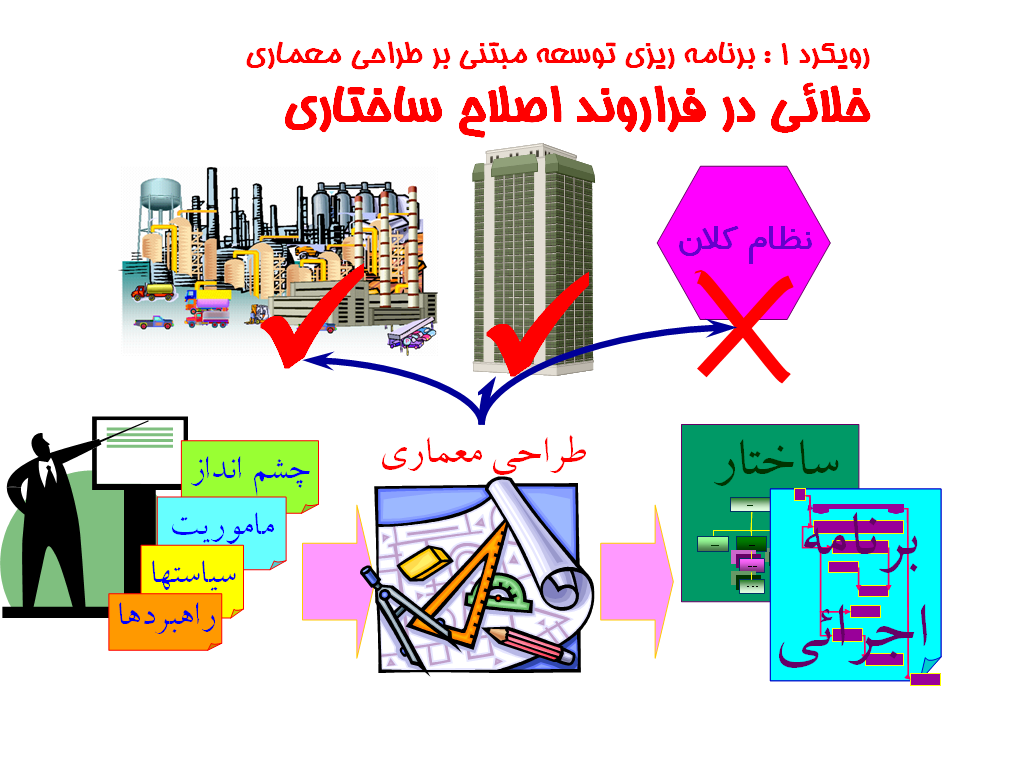 رویکرد ۱ : برنامه ریزی توسعه مبتنی بر طراحی معماری
خلائی در فراروند اصلاح ساختاری
نظام کلان
طراحی معماری
چشم انداز
ماموریت
سیاستها
راهبردها
ساختار
برنامه
اجرائی